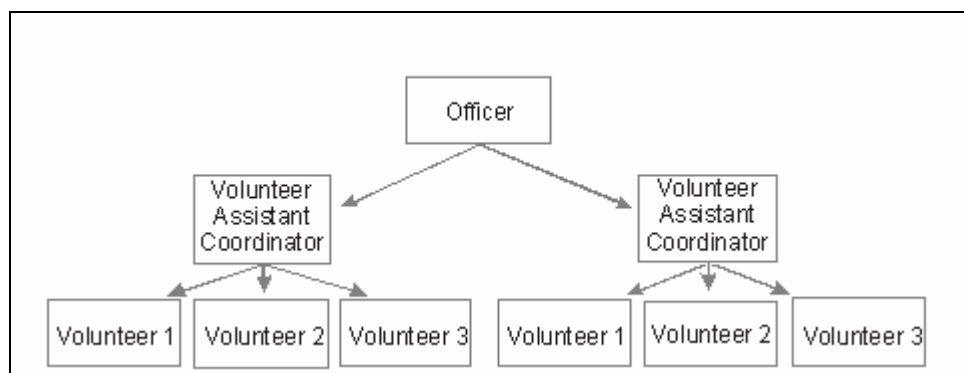 Officer
Volunteer
Assistant
Coordinator
Volunteer
Assistant
Coordinator
Volunteer 1
Volunteer 2
Volunteer 3
Volunteer 1
Volunteer 2
Volunteer 3